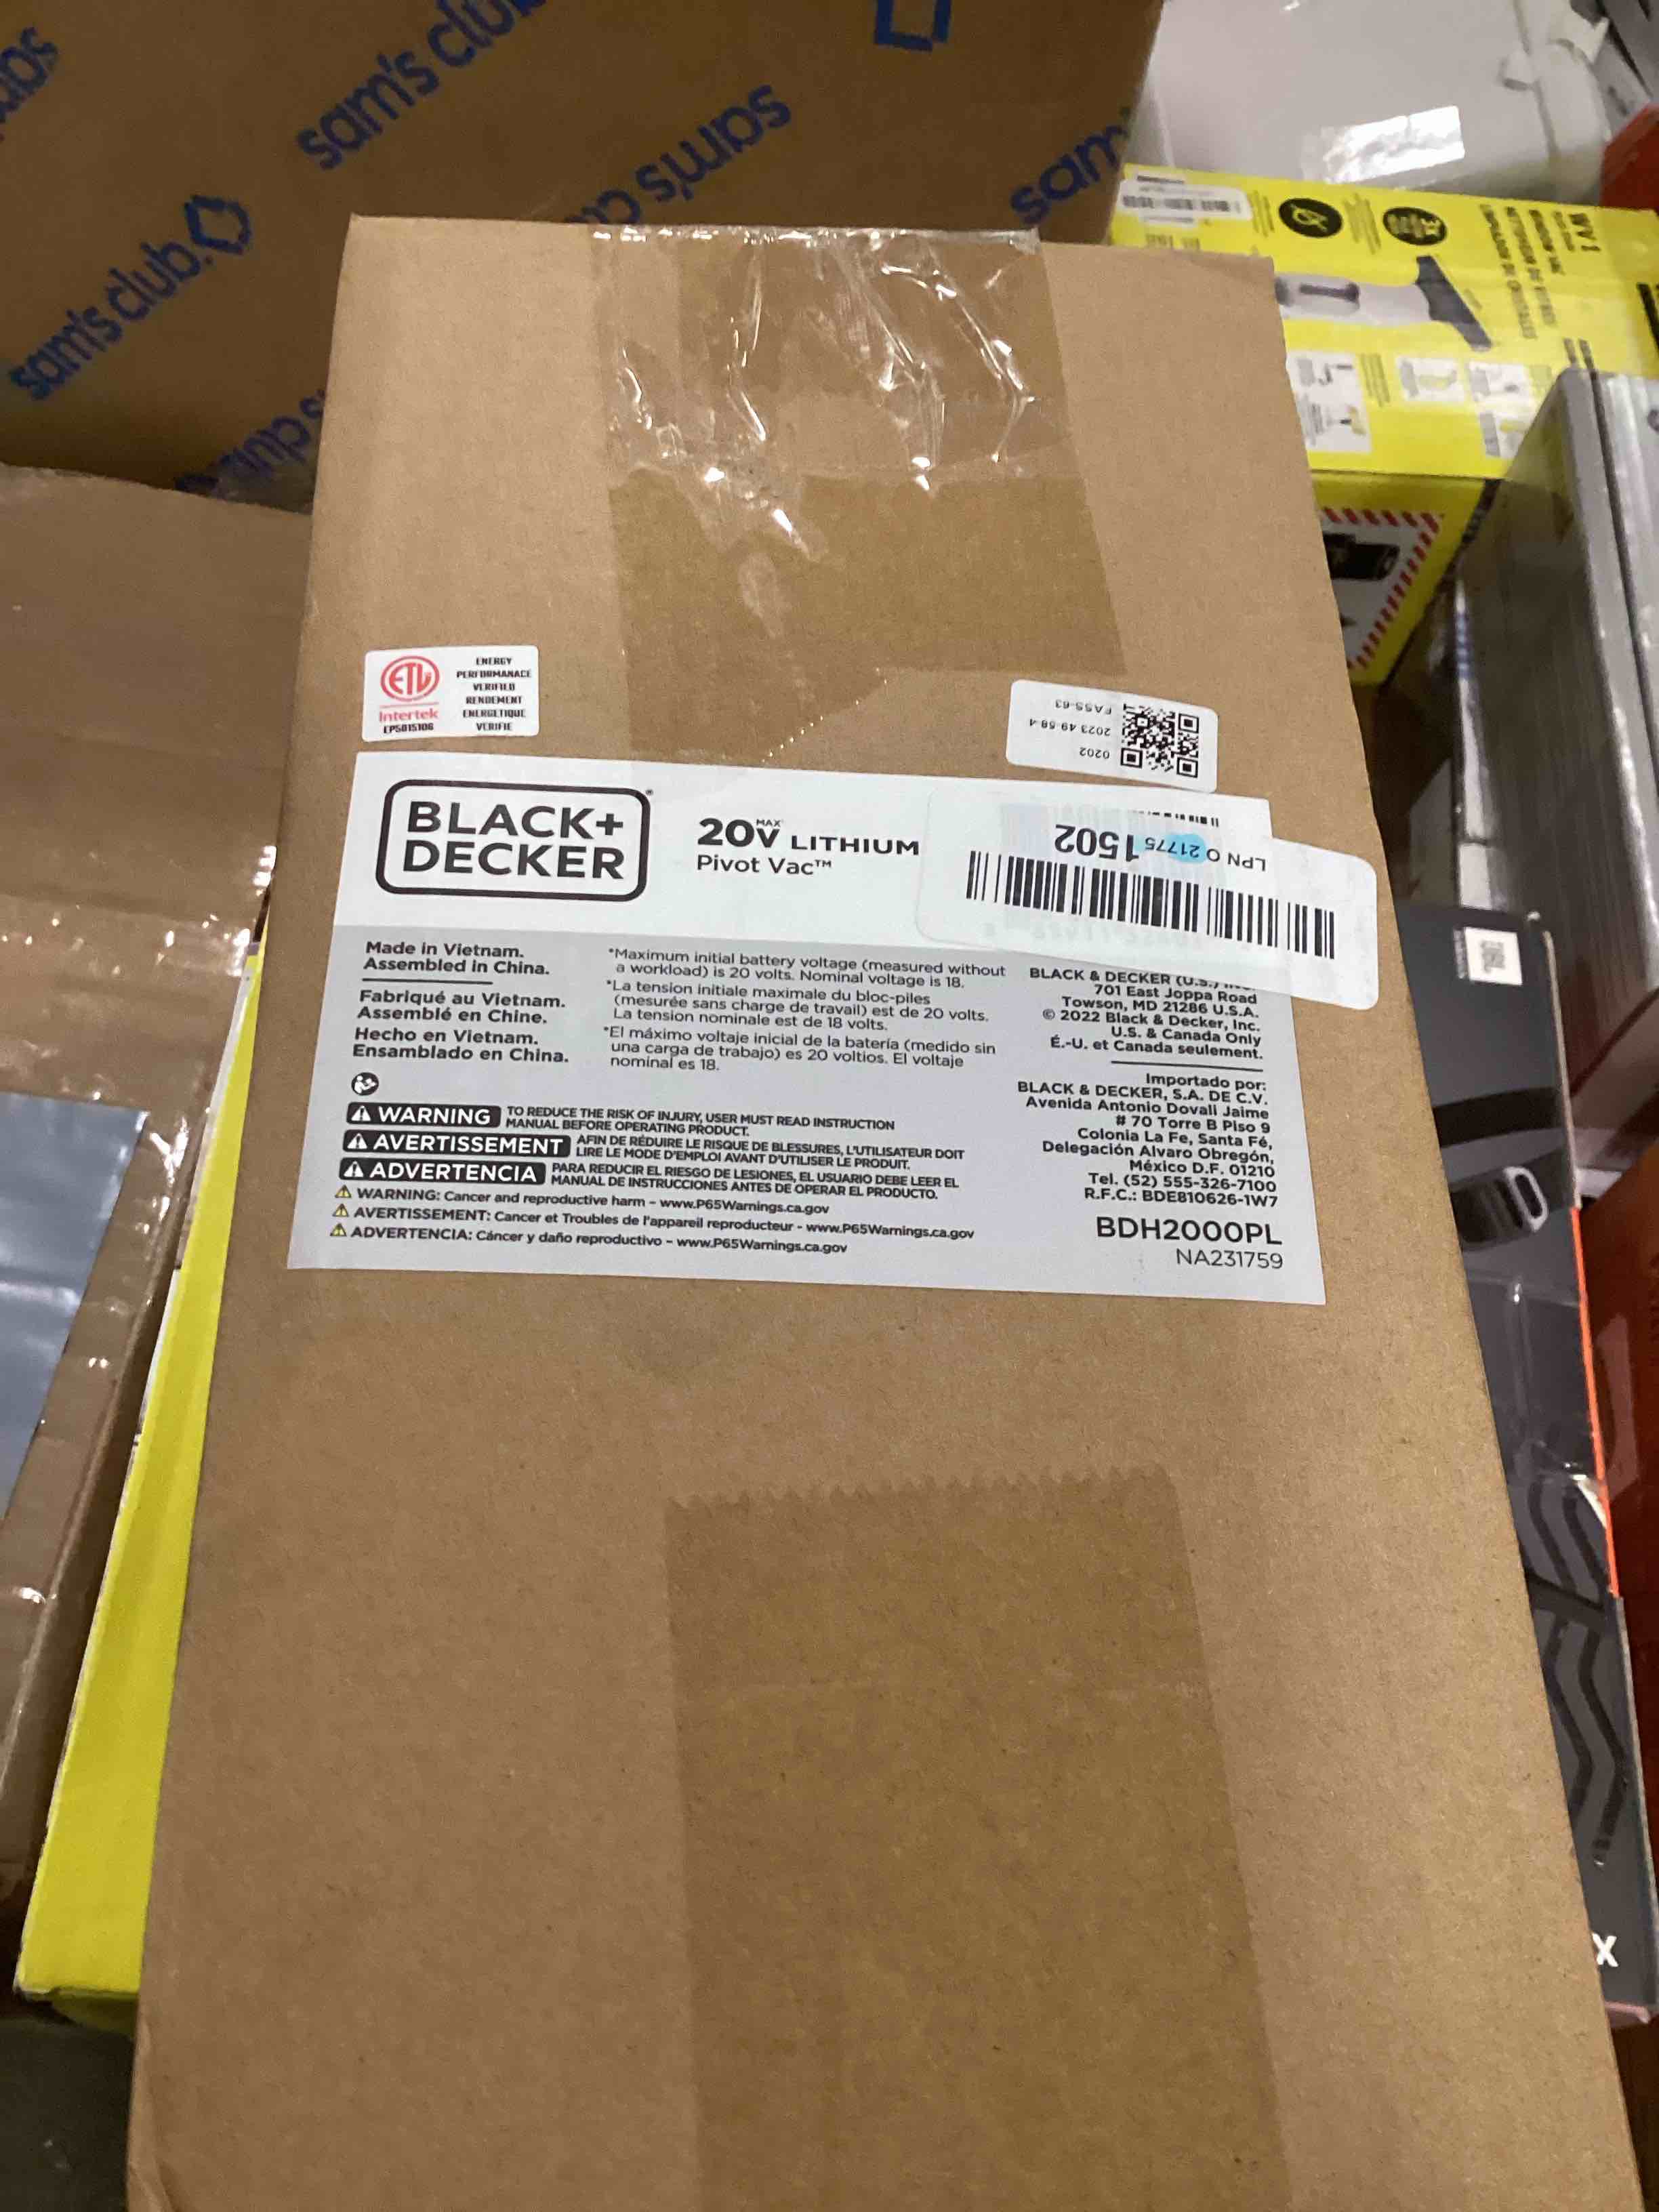 sam's club
sam's club
sam's
sam's club.
ETL
Intertek
EPS015106
ENERGY
PERFORMANACE
VERIFIED
RENDEMENT
ENERGETIQUE
VERIFIE
FASS-63
2023 49-58-4
0202
BLACK+
DECKER
20V MAX* LITHIUM
Pivot Vac™
LPN O 21775 1502
Made in Vietnam.
Assembled in China.
Fabriqué au Vietnam.
Assemblé en Chine.
Hecho en Vietnam.
Ensamblado en China.
*Maximum initial battery voltage (measured without
a workload) is 20 volts. Nominal voltage is 18.
*La tension initiale maximale du bloc-piles
(mesurée sans charge de travail) est de 20 volts.
La tension nominale est de 18 volts.
*El máximo voltaje inicial de la batería (medido sin
una carga de trabajo) es 20 voltios. El voltaje
nominal es 18.
BLACK & DECKER (U.S.)
701 East Joppa Road
Towson, MD 21286 U.S.A.
© 2022 Black & Decker, Inc.
U.S. & Canada Only
É.-U. et Canada seulement.
Importado por:
BLACK & DECKER, S.A. DE C.V.
Avenida Antonio Dovali Jaime
# 70 Torre B Piso 9
Colonia La Fe, Santa Fé,
Delegación Alvaro Obregón,
México D.F. 01210
Tel. (52) 555-326-7100
R.F.C.: BDE810626-1W7
BDH2000PL
NA231759
WARNING TO REDUCE THE RISK OF INJURY, USER MUST READ INSTRUCTION
MANUAL BEFORE OPERATING PRODUCT.
AVERTISSEMENT AFIN DE RÉDUIRE LE RISQUE DE BLESSURES, L'UTILISATEUR DOIT
LIRE LE MODE D'EMPLOI AVANT D'UTILISER LE PRODUIT.
ADVERTENCIA PARA REDUCIR EL RIESGO DE LESIONES, EL USUARIO DEBE LEER EL
MANUAL DE INSTRUCCIONES ANTES DE OPERAR EL PRODUCTO.
WARNING: Cancer and reproductive harm – www.P65Warnings.ca.gov
AVERTISSEMENT: Cancer et Troubles de l'appareil reproducteur - www.P65Warnings.ca.gov
ADVERTENCIA: Cáncer y daño reproductivo – www.P65Warnings.ca.gov
WV 1
X